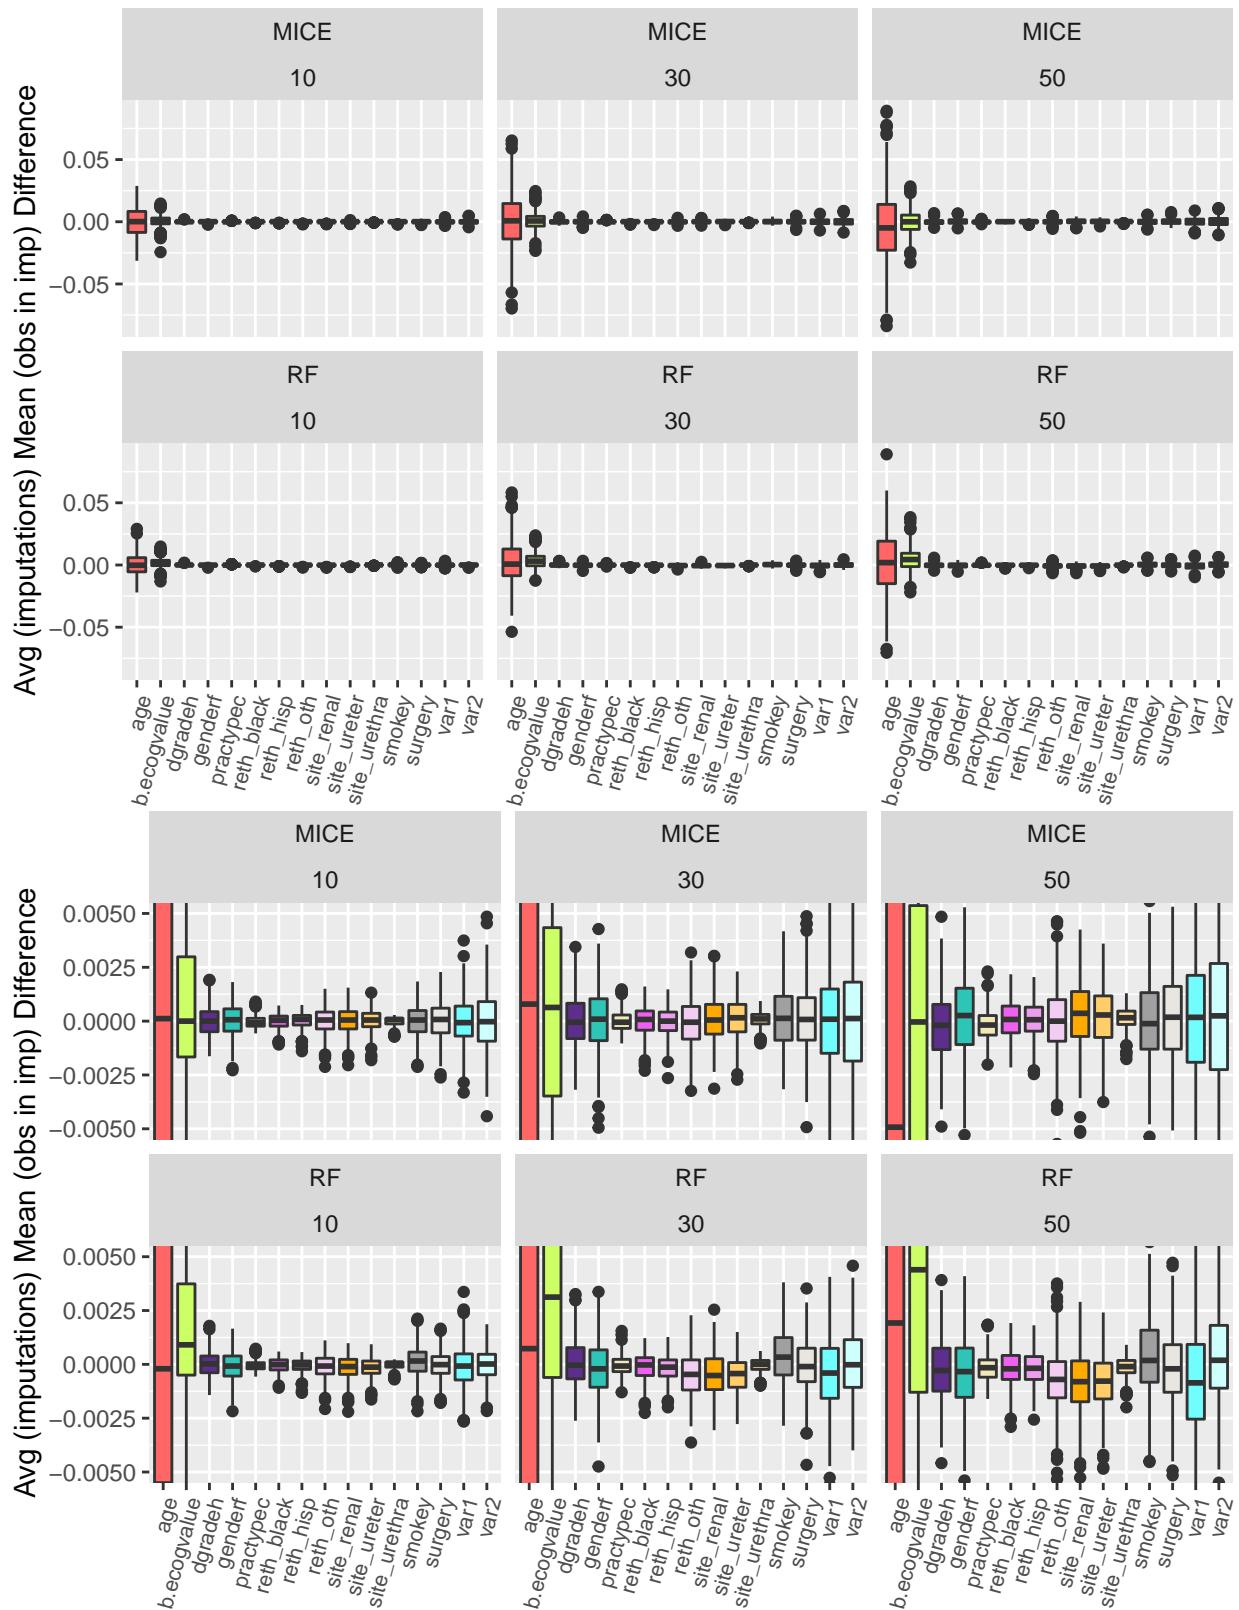 MICE
MICE
MICE
10
30
50
Avg (imputations) Mean (obs in imp) Difference
0.05
0.00
−0.05
RF
RF
RF
10
30
50
0.05
0.00
−0.05
age
b.ecogvalue
dgradeh
genderf
practypec
reth_black
reth_hisp
reth_oth
site_renal
site_ureter
site_urethra
smokey
surgery
var1
var2
age
b.ecogvalue
dgradeh
genderf
practypec
reth_black
reth_hisp
reth_oth
site_renal
site_ureter
site_urethra
smokey
surgery
var1
var2
age
b.ecogvalue
dgradeh
genderf
practypec
reth_black
reth_hisp
reth_oth
site_renal
site_ureter
site_urethra
smokey
surgery
var1
var2
MICE
MICE
MICE
10
30
50
Avg (imputations) Mean (obs in imp) Difference
0.0050
0.0025
0.0000
−0.0025
−0.0050
RF
RF
RF
10
30
50
0.0050
0.0025
0.0000
−0.0025
−0.0050
age
b.ecogvalue
dgradeh
genderf
practypec
reth_black
reth_hisp
reth_oth
site_renal
site_ureter
site_urethra
smokey
surgery
var1
var2
age
b.ecogvalue
dgradeh
genderf
practypec
reth_black
reth_hisp
reth_oth
site_renal
site_ureter
site_urethra
smokey
surgery
var1
var2
age
b.ecogvalue
dgradeh
genderf
practypec
reth_black
reth_hisp
reth_oth
site_renal
site_ureter
site_urethra
smokey
surgery
var1
var2